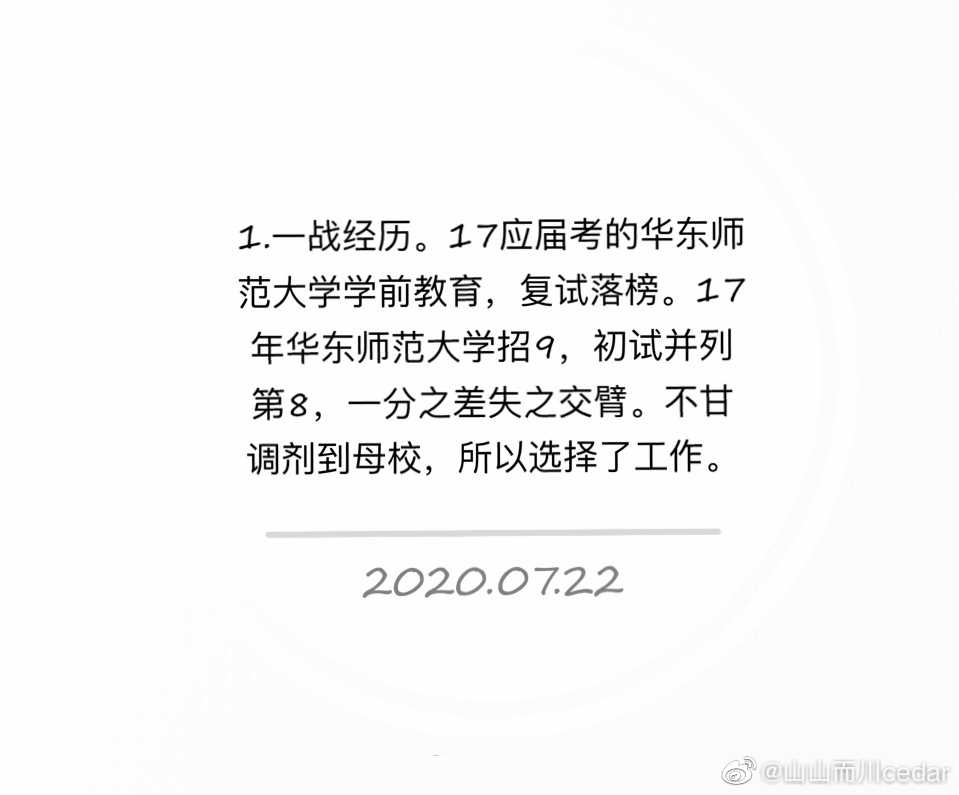 1.一战经历。17应届考的华东师
范大学学前教育，复试落榜。17
年华东师范大学招9，初试并列
第8，一分之差失之交臂。不甘
调剂到母校，所以选择了工作。
2020.07.22
@山山而川cedar